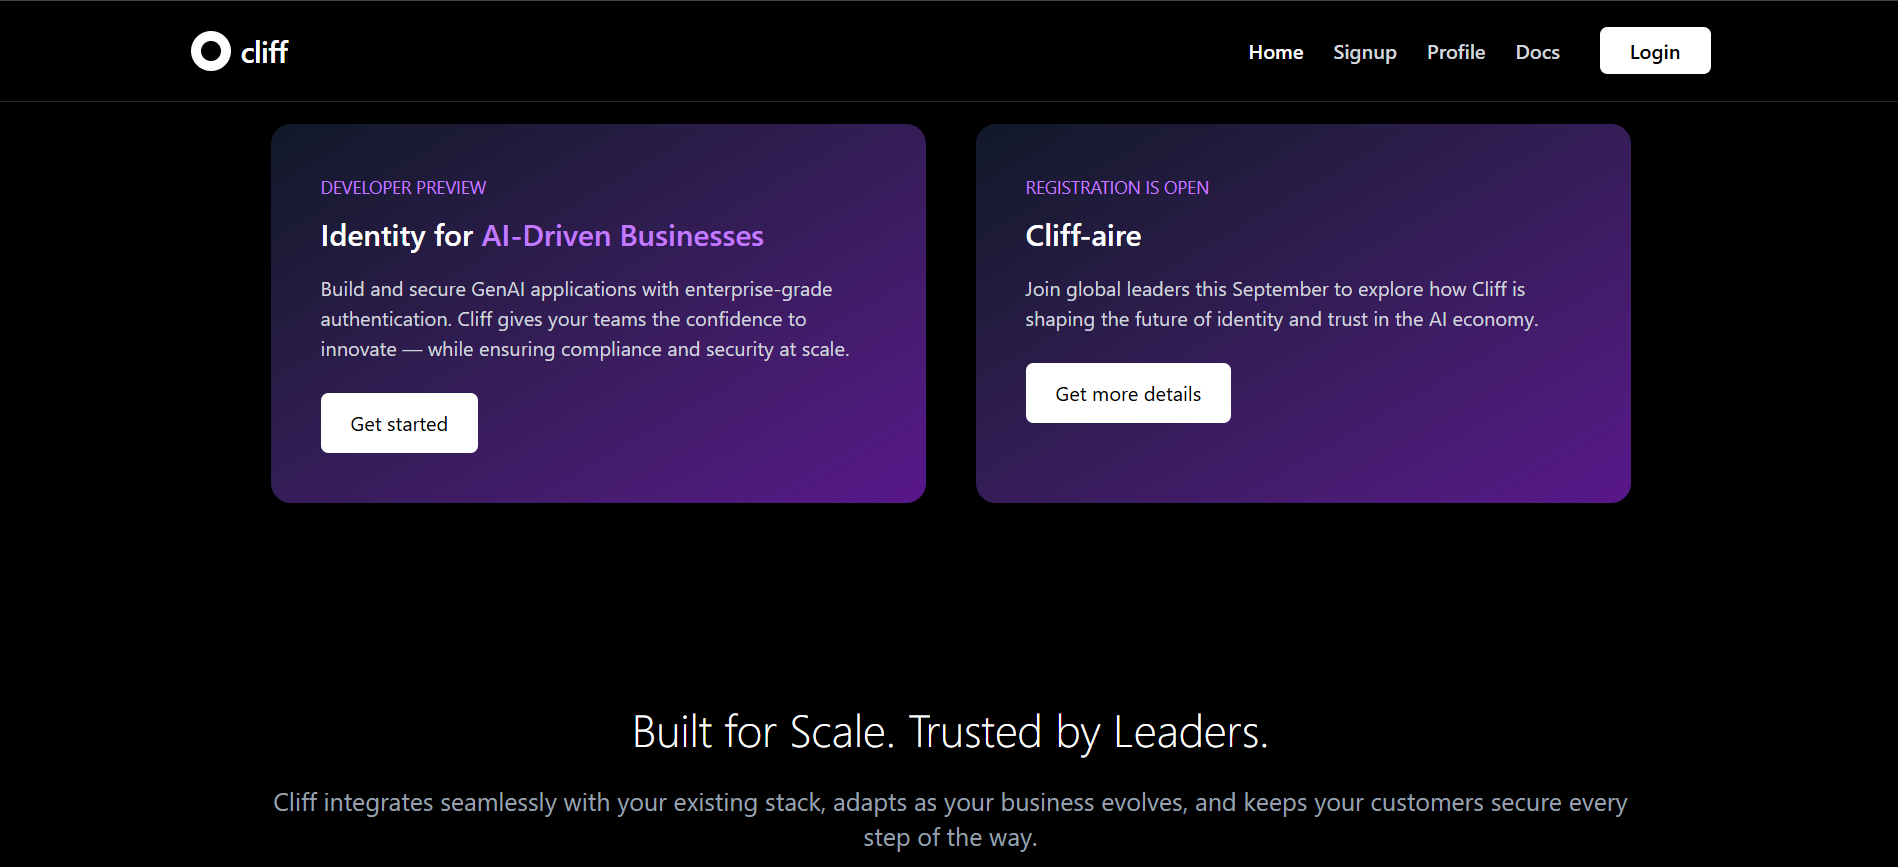 cliff
Home Signup Profile Docs Login
DEVELOPER PREVIEW
Identity for AI-Driven Businesses
Build and secure GenAI applications with enterprise-grade
authentication. Cliff gives your teams the confidence to
innovate — while ensuring compliance and security at scale.
Get started
REGISTRATION IS OPEN
Cliff-aire
Join global leaders this September to explore how Cliff is
shaping the future of identity and trust in the AI economy.
Get more details
Built for Scale. Trusted by Leaders.
Cliff integrates seamlessly with your existing stack, adapts as your business evolves, and keeps your customers secure every
step of the way.